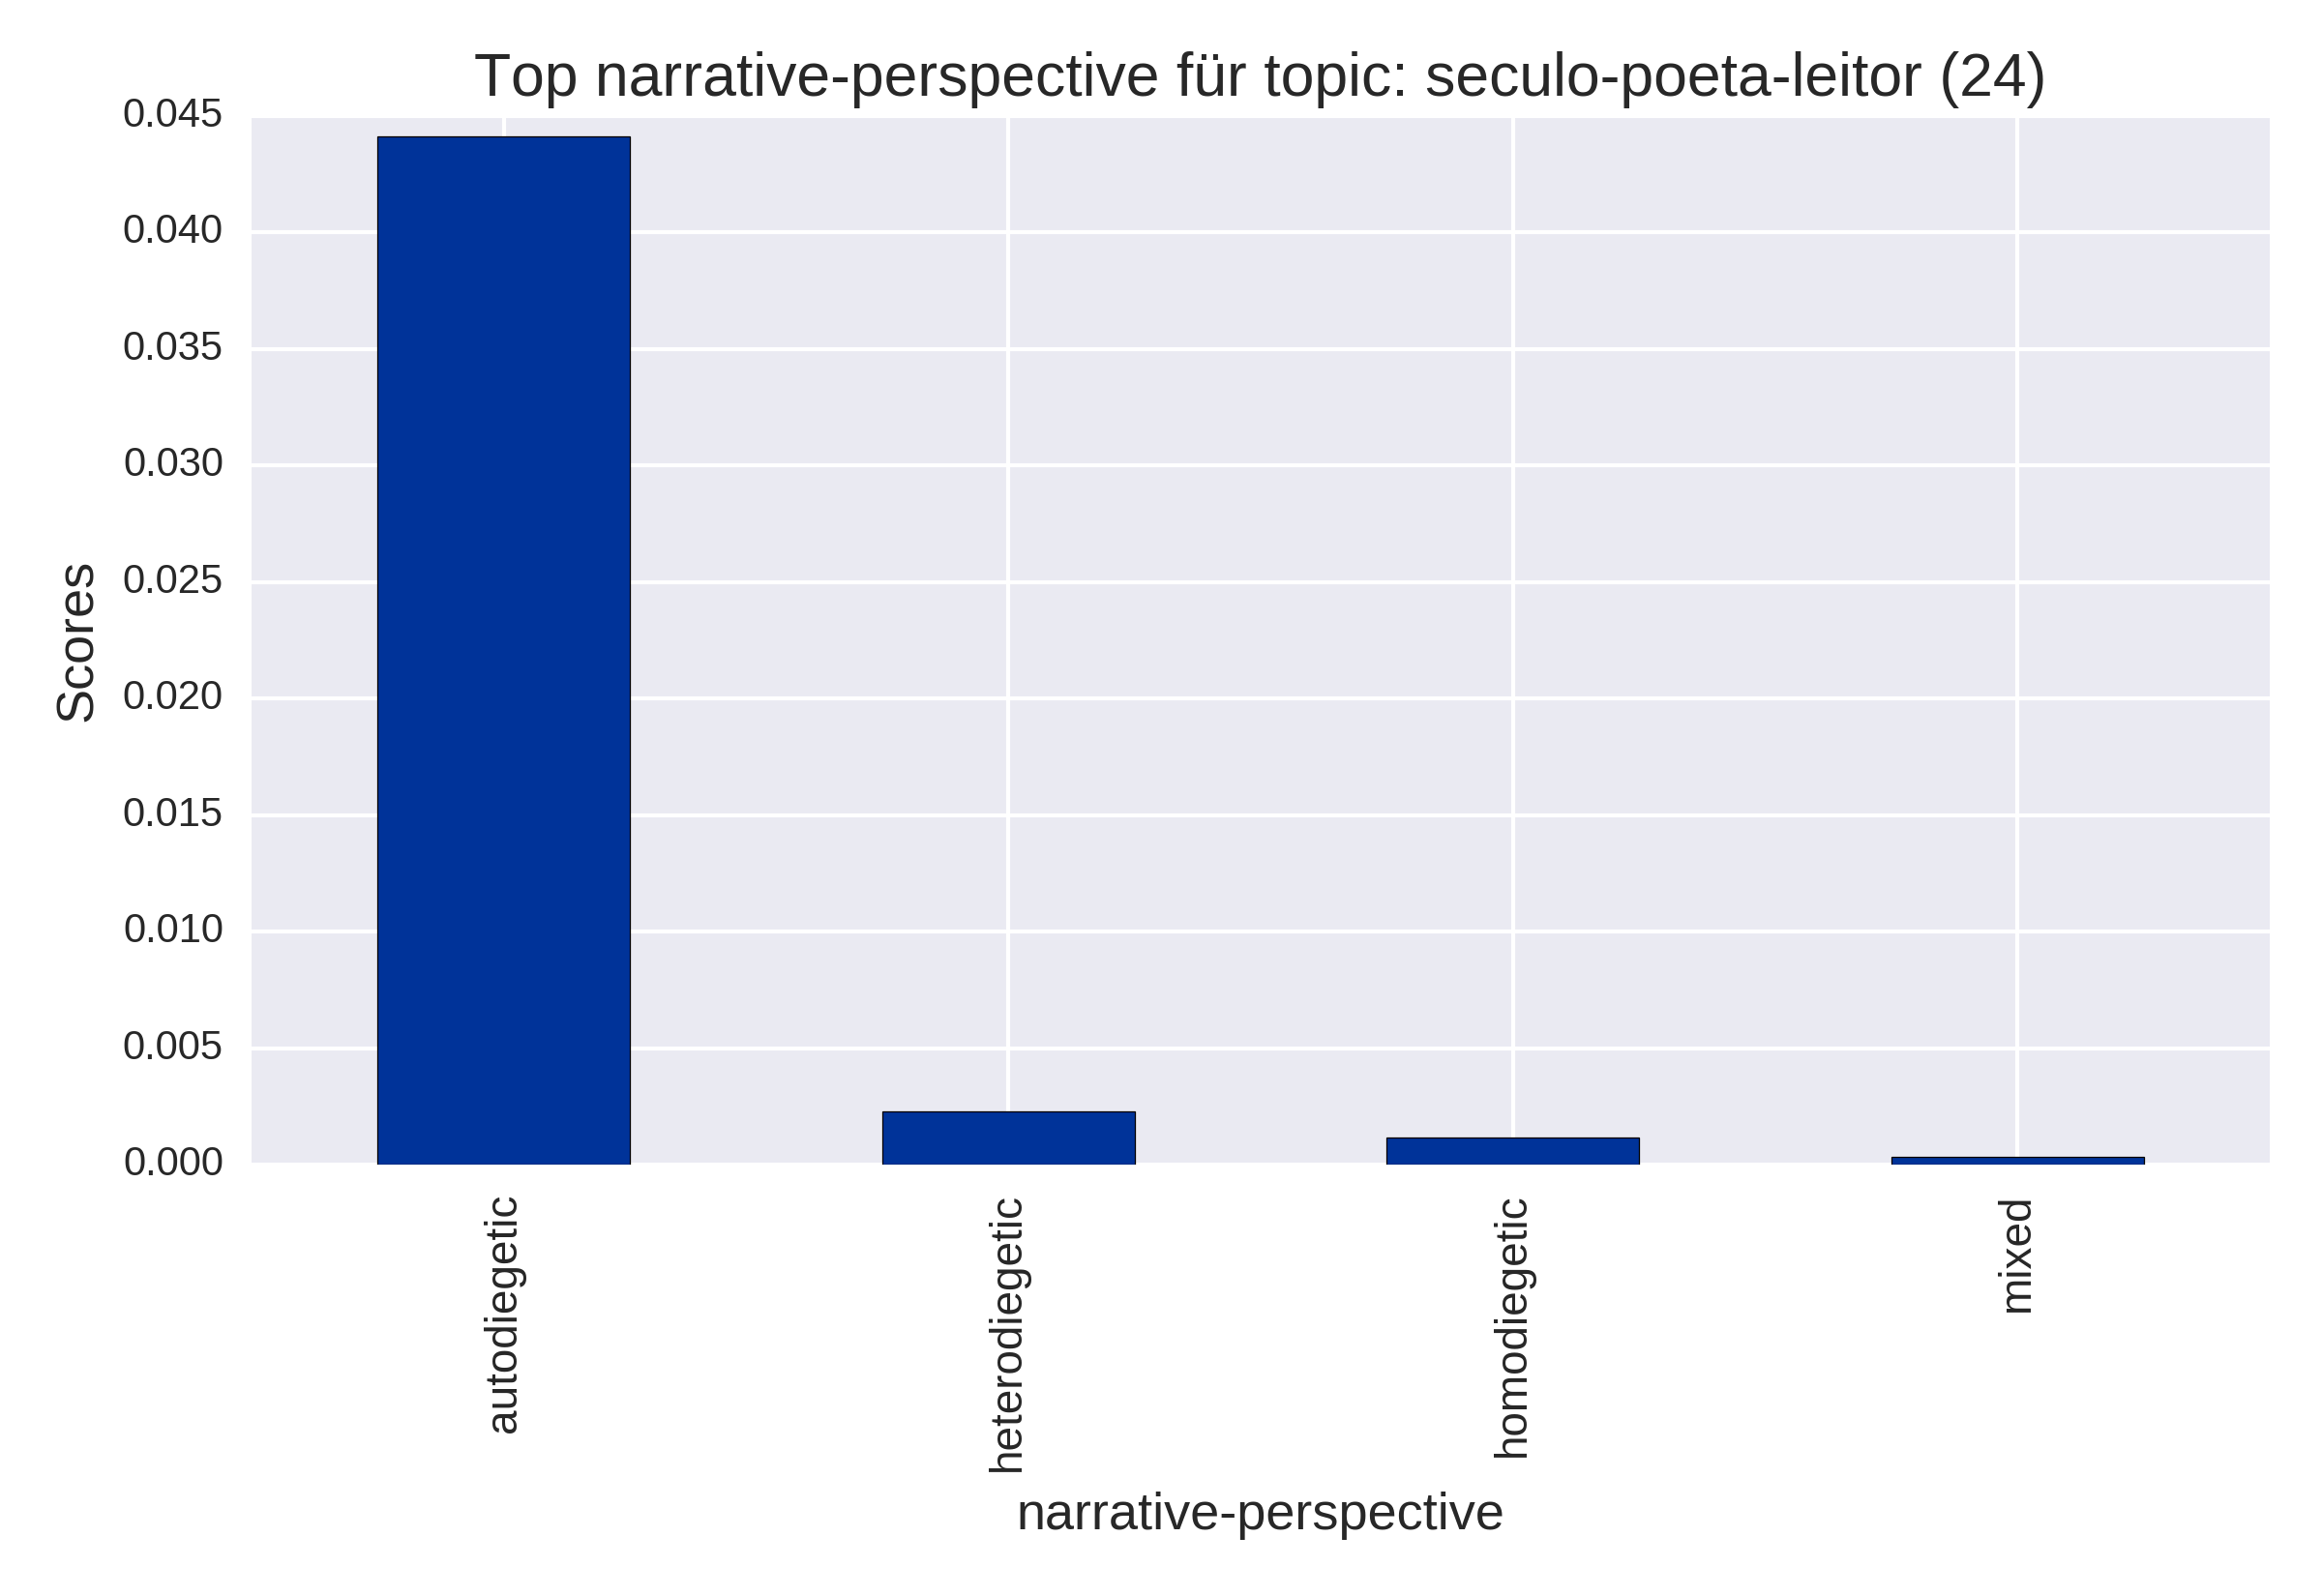 Top narrative-perspective für topic: seculo-poeta-leitor (24)
0.045
0.040
0.035
0.030
0.025
0.020
0.015
0.010
0.005
0.000
Scores
autodiegetic
heterodiegetic
homodiegetic
mixed
narrative-perspective